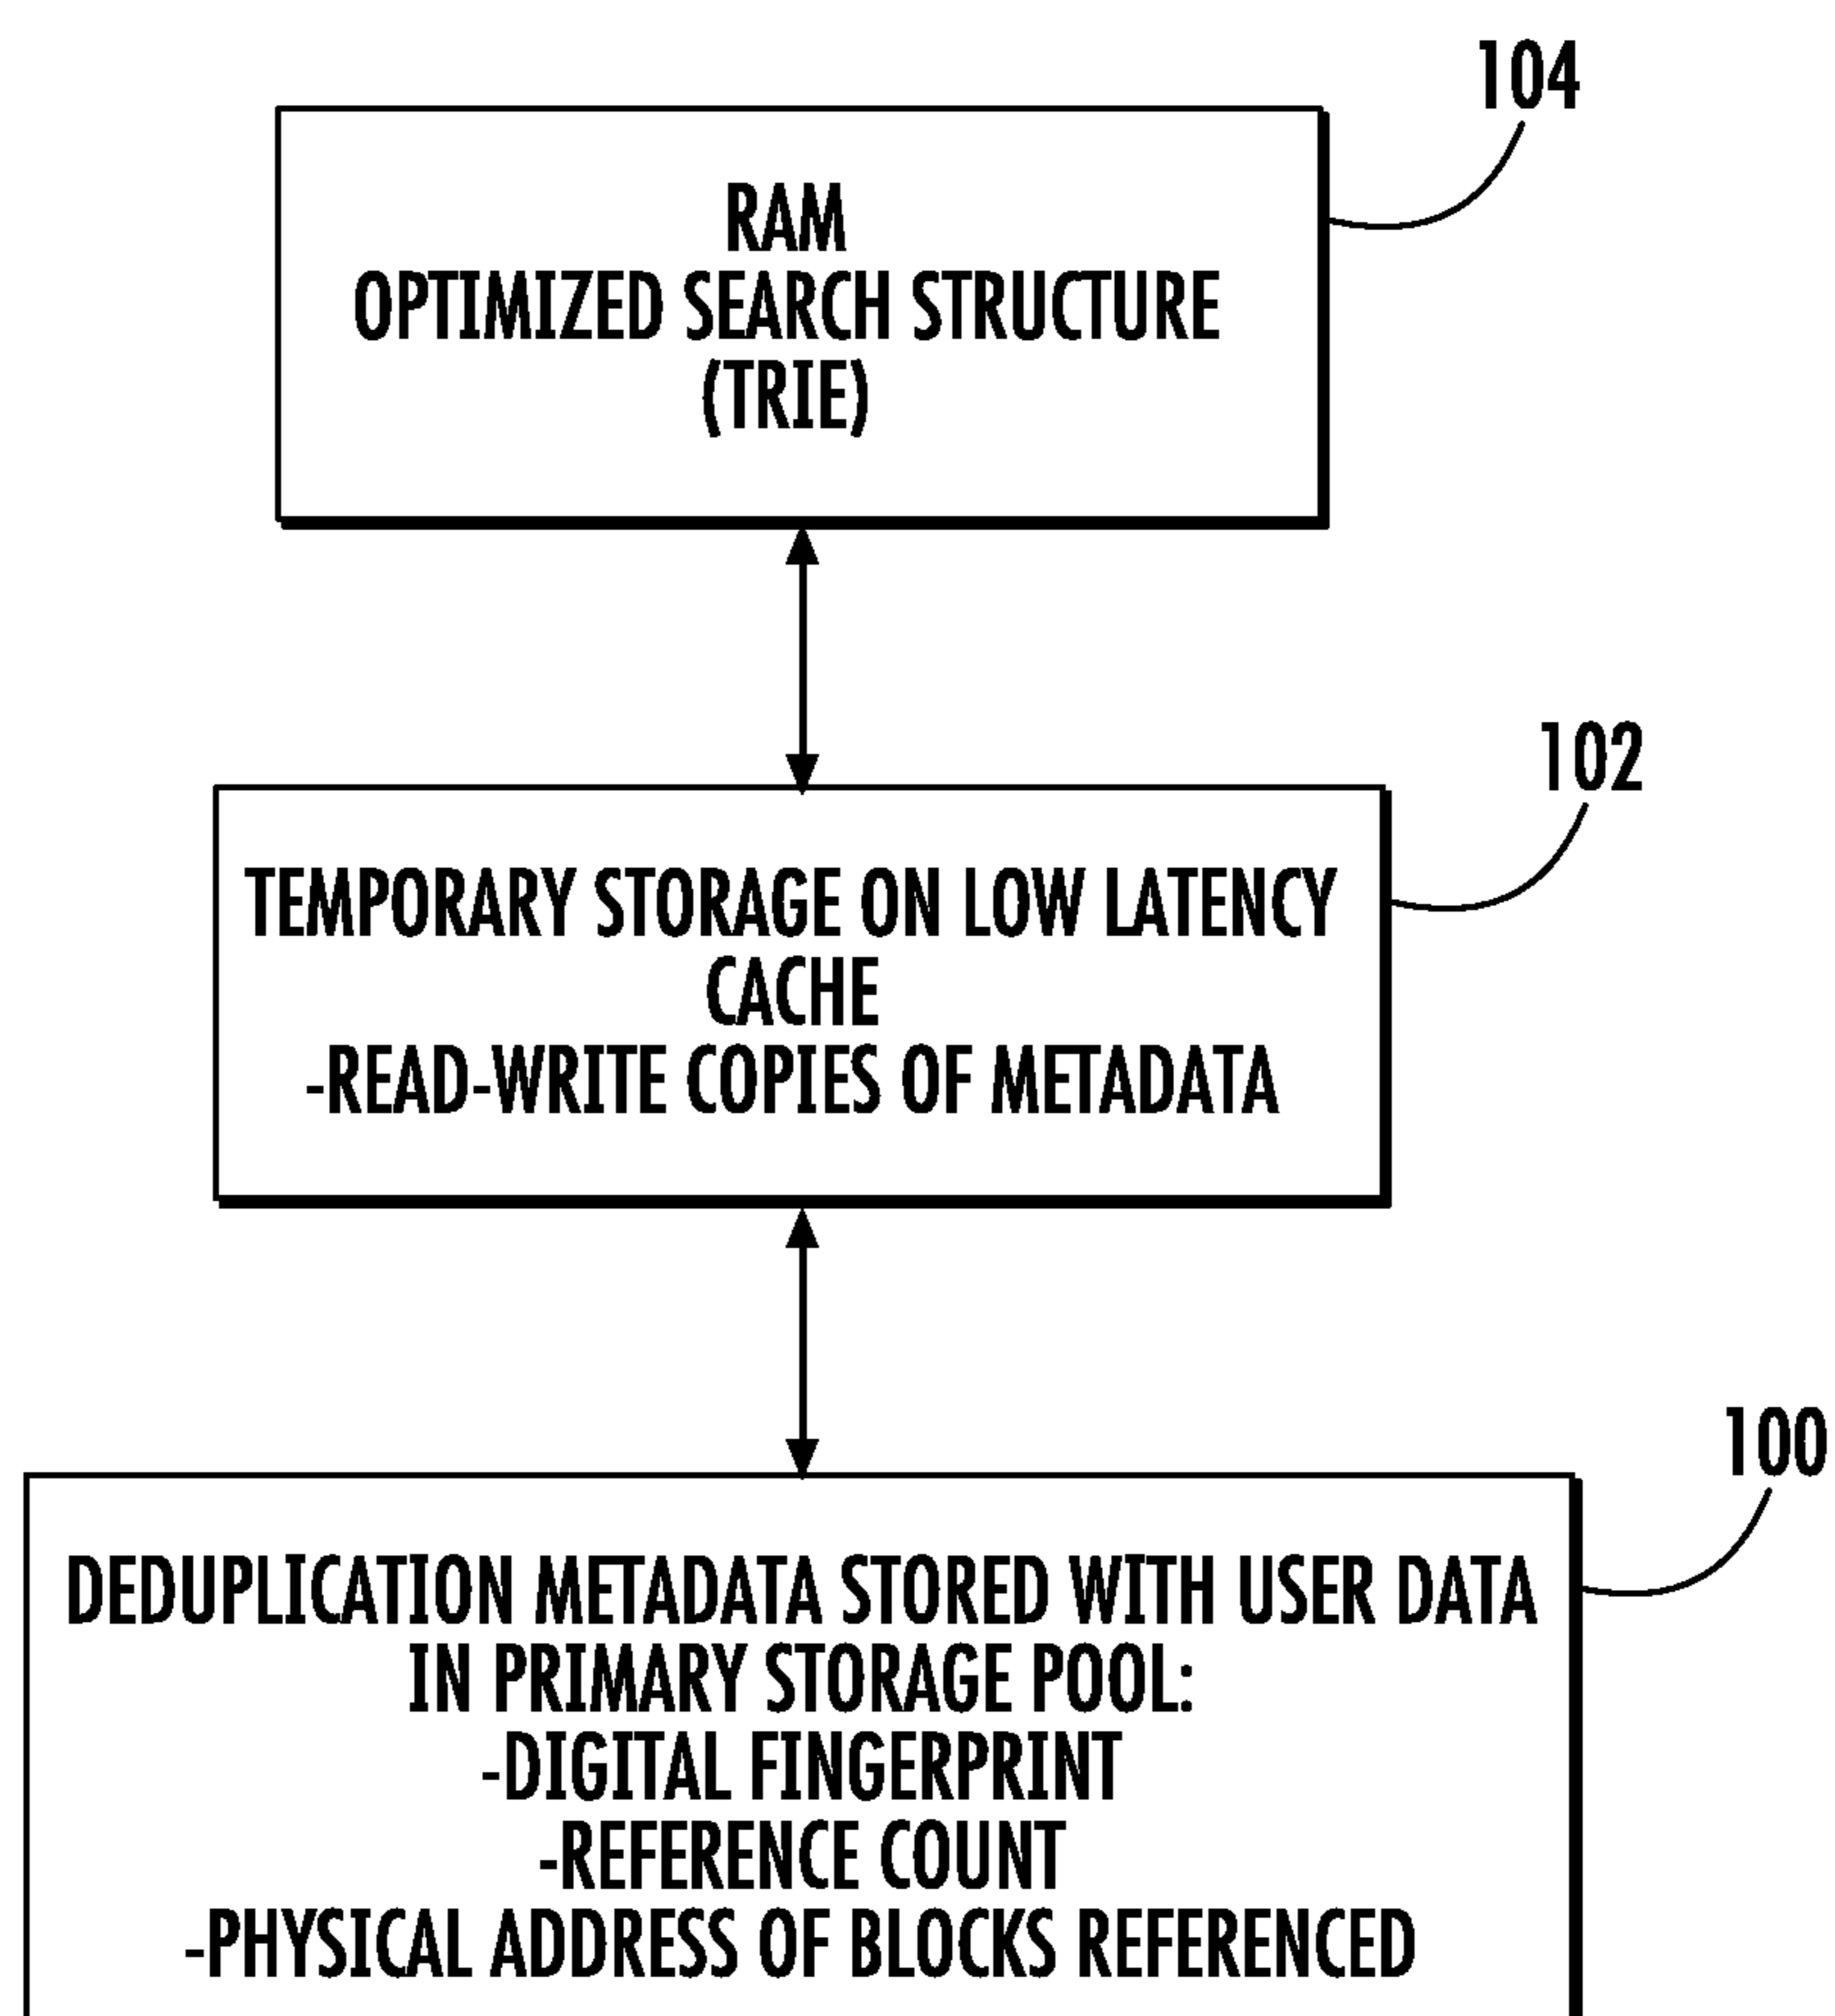 104
RAM
OPTIMIZED SEARCH STRUCTURE
(TRIE)
102
TEMPORARY STORAGE ON LOW LATENCY
CACHE
-READ-WRITE COPIES OF METADATA
100
DEDUPLICATION METADATA STORED WITH USER DATA
IN PRIMARY STORAGE POOL:
-DIGITAL FINGERPRINT
-REFERENCE COUNT
-PHYSICAL ADDRESS OF BLOCKS REFERENCED